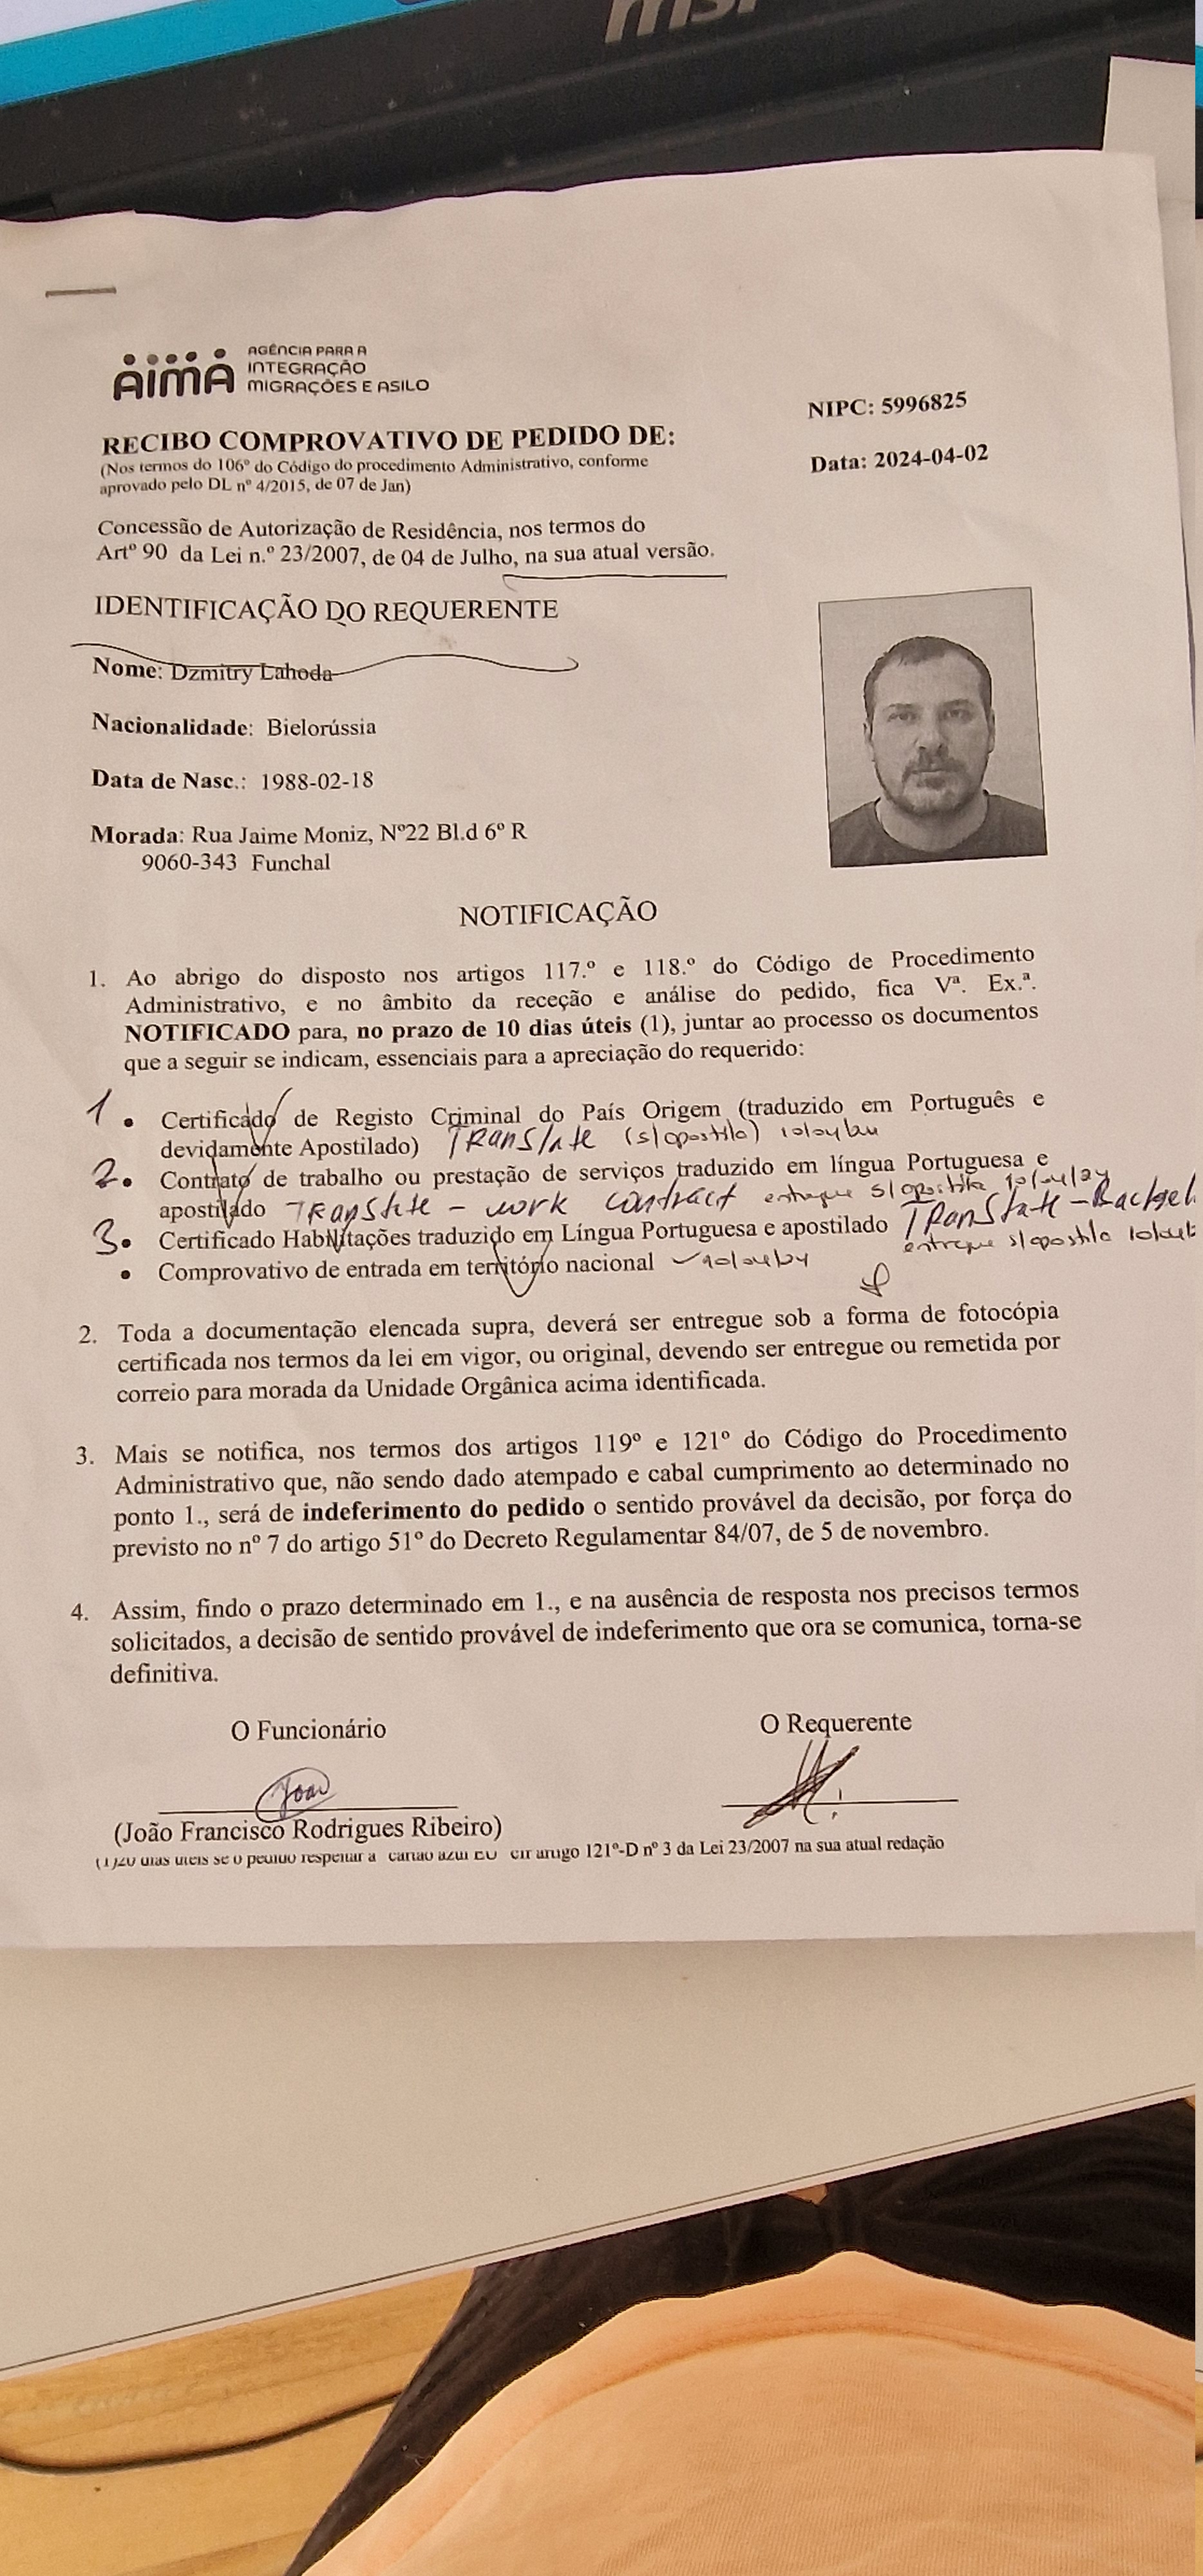 msi
AIMA AGÊNCIA PARA A
INTEGRAÇÃO
MIGRAÇÕES E ASILO
NIPC: 5996825
RECIBO COMPROVATIVO DE PEDIDO DE:
(Nos termos do 106º do Código do procedimento Administrativo, conforme
aprovado pelo DL nº 4/2015, de 07 de Jan)
Data: 2024-04-02
Concessão de Autorização de Residência, nos termos do
Artº 90 da Lei n.º 23/2007, de 04 de Julho, na sua atual versão.
IDENTIFICAÇÃO DO REQUERENTE
Nome: Dzmitry Lahoda
Nacionalidade: Bielorússia
Data de Nasc.: 1988-02-18
Morada: Rua Jaime Moniz, Nº22 Bl.d 6º R
9060-343 Funchal
NOTIFICAÇÃO
1. Ao abrigo do disposto nos artigos 117.º e 118.º do Código de Procedimento
Administrativo, e no âmbito da receção e análise do pedido, fica Vª. Ex.ª.
NOTIFICADO para, no prazo de 10 dias úteis (1), juntar ao processo os documentos
que a seguir se indicam, essenciais para a apreciação do requerido:
1 • Certificado de Registo Criminal do País Origem (traduzido em Português e
devidamente Apostilado) TRanslate (s/apostila) 10/04/24
2 • Contrato de trabalho ou prestação de serviços traduzido em língua Portuguesa e
apostilado TRanslate - work contract entregue s/apostila 10/04/24
3 • Certificado Habilitações traduzido em Língua Portuguesa e apostilado TRanslate - Bachel
entregue s/apostila 10/04/2
• Comprovativo de entrada em território nacional 10/04/24
2. Toda a documentação elencada supra, deverá ser entregue sob a forma de fotocópia
certificada nos termos da lei em vigor, ou original, devendo ser entregue ou remetida por
correio para morada da Unidade Orgânica acima identificada.
3. Mais se notifica, nos termos dos artigos 119º e 121º do Código do Procedimento
Administrativo que, não sendo dado atempado e cabal cumprimento ao determinado no
ponto 1., será de indeferimento do pedido o sentido provável da decisão, por força do
previsto no nº 7 do artigo 51º do Decreto Regulamentar 84/07, de 5 de novembro.
4. Assim, findo o prazo determinado em 1., e na ausência de resposta nos precisos termos
solicitados, a decisão de sentido provável de indeferimento que ora se comunica, torna-se
definitiva.
O Funcionário
O Requerente
João
(João Francisco Rodrigues Ribeiro)
(1)20 dias úteis se o pedido respeitar a cartão azul EU cfr artigo 121º-D nº 3 da Lei 23/2007 na sua atual redação